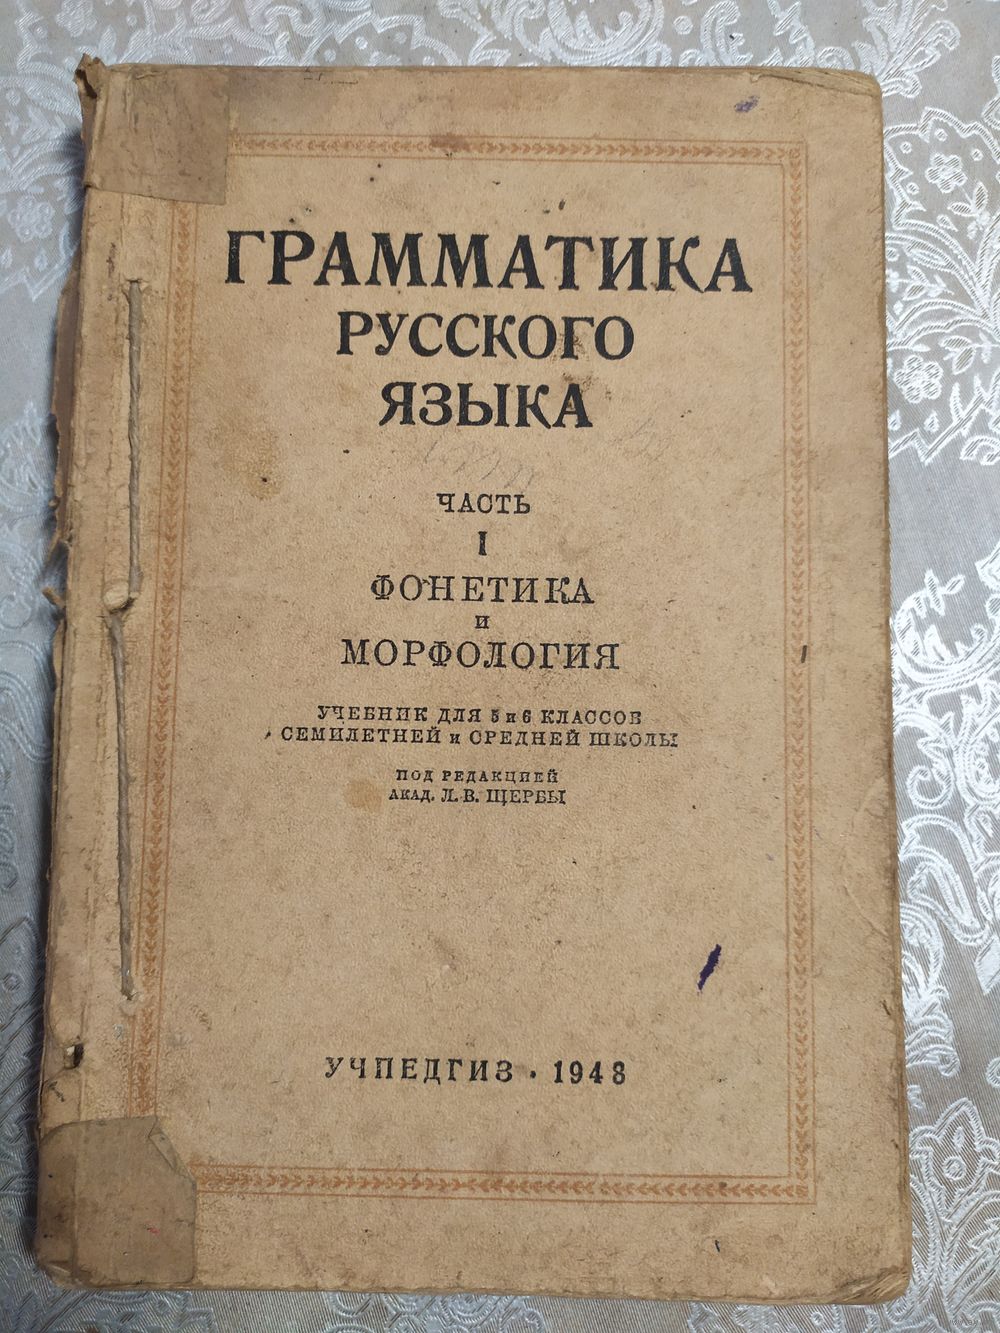 ГРАММАТИКА
РУССКОГО
ЯЗЫКА
ЧАСТЬ
I
ФОНЕТИКА
И
МОРФОЛОГИЯ
УЧЕБНИК ДЛЯ 5 и 6 КЛАССОВ
СЕМИЛЕТНЕЙ и СРЕДНЕЙ ШКОЛЫ
ПОД РЕДАКЦИЕЙ
АКАД. Л. В. ЩЕРБЫ
УЧПЕДГИЗ · 1948